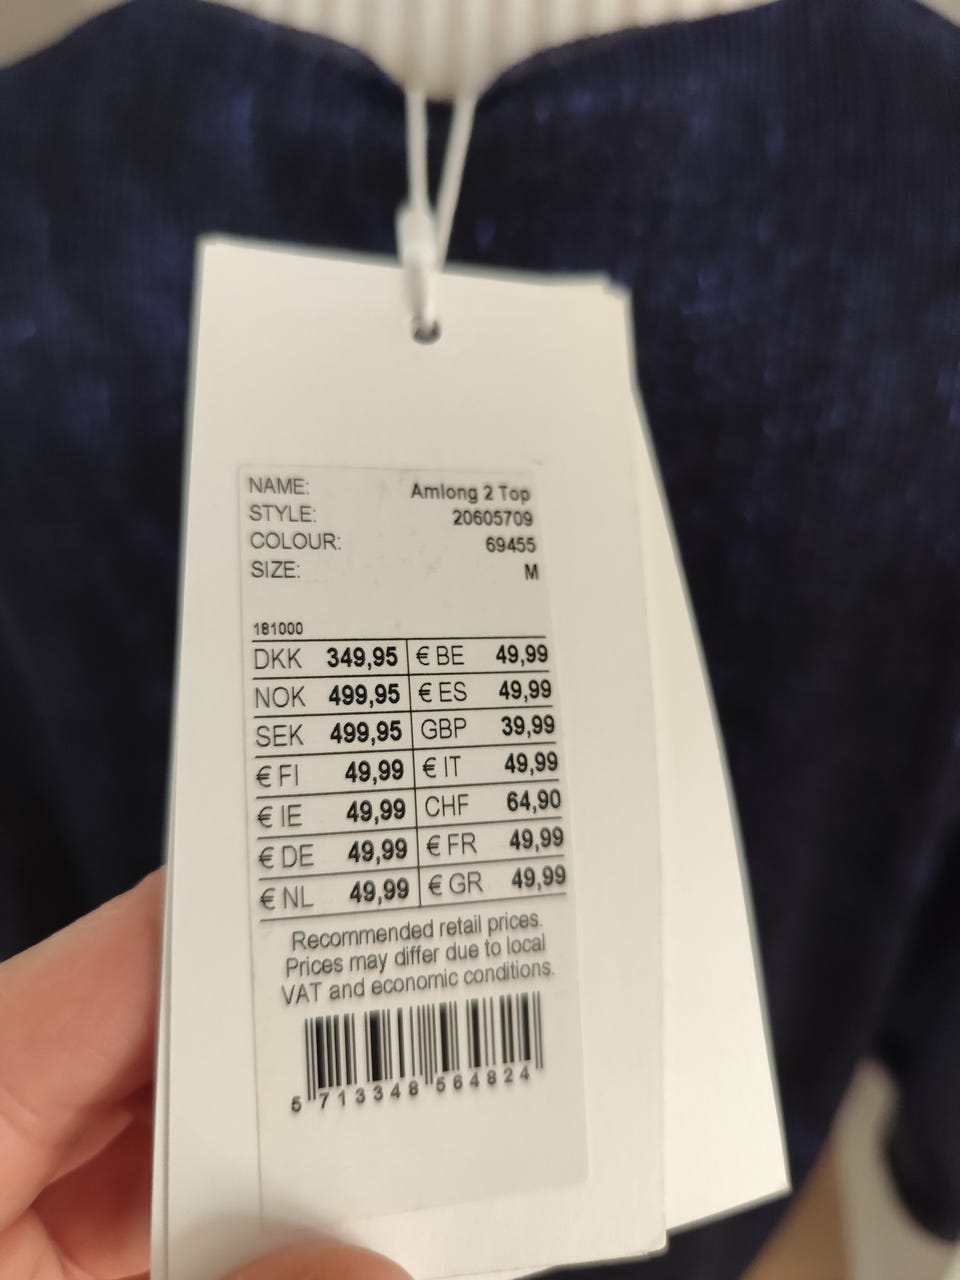 NAME: Amlong 2 Top
STYLE: 20605709
COLOUR: 69455
SIZE: M
181000
DKK 349,95 € BE 49,99
NOK 499,95 € ES 49,99
SEK 499,95 GBP 39,99
€ FI 49,99 € IT 49,99
€ IE 49,99 CHF 64,90
€ DE 49,99 € FR 49,99
€ NL 49,99 € GR 49,99
Recommended retail prices.
Prices may differ due to local
VAT and economic conditions.
5 713348 564824